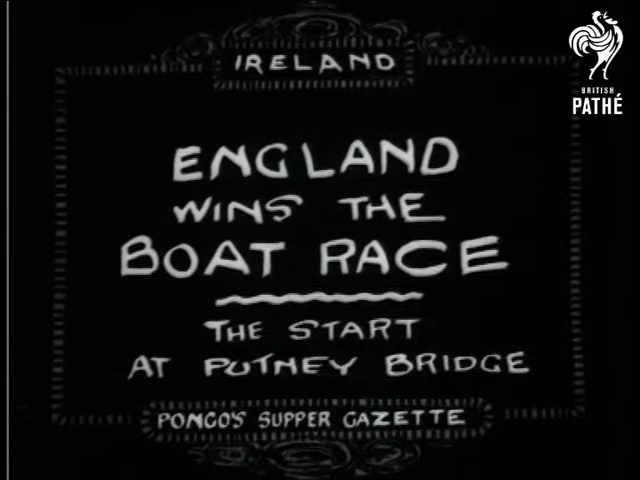 IRELAND
BRITISH
PATHÉ
ENGLAND
WINS THE
BOAT RACE
THE START
AT PUTNEY BRIDGE
PONGO'S SUPPER GAZETTE